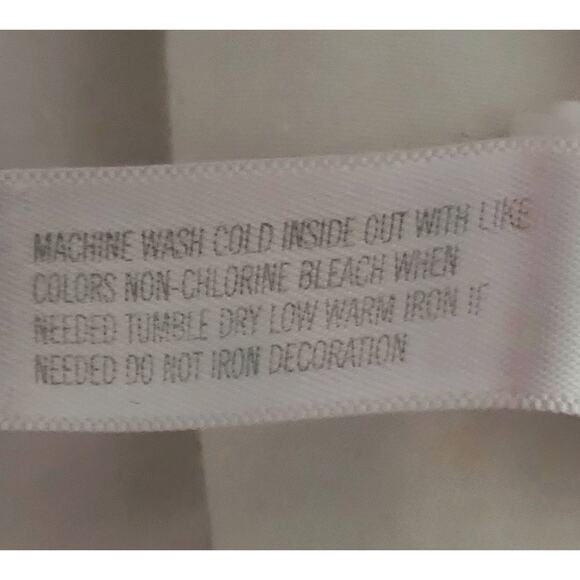 MACHINE WASH COLD INSIDE OUT WITH LIKE
COLORS NON-CHLORINE BLEACH WHEN
NEEDED TUMBLE DRY LOW WARM IRON IF
NEEDED DO NOT IRON DECORATION